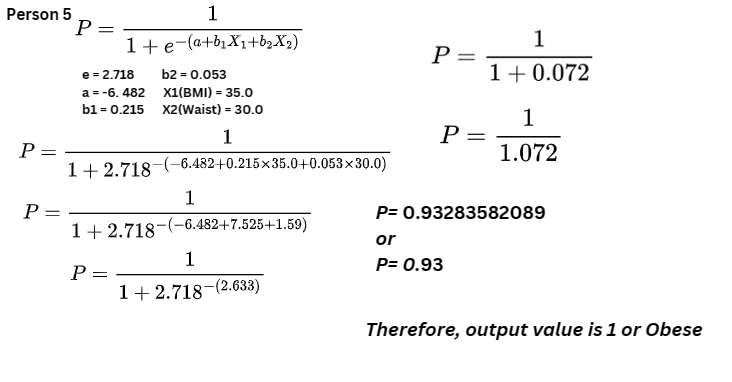 Person 5
P = 1 / (1 + e^−(a+b₁X₁+b₂X₂))
e = 2.718 b2 = 0.053
a = -6. 482 X1(BMI) = 35.0
b1 = 0.215 X2(Waist) = 30.0
P = 1 / (1 + 2.718^−(−6.482+0.215×35.0+0.053×30.0))
P = 1 / (1 + 2.718^−(−6.482+7.525+1.59))
P = 1 / (1 + 2.718^−(2.633))
P = 1 / (1 + 0.072)
P = 1 / 1.072
P= 0.93283582089
or
P= 0.93
Therefore, output value is 1 or Obese